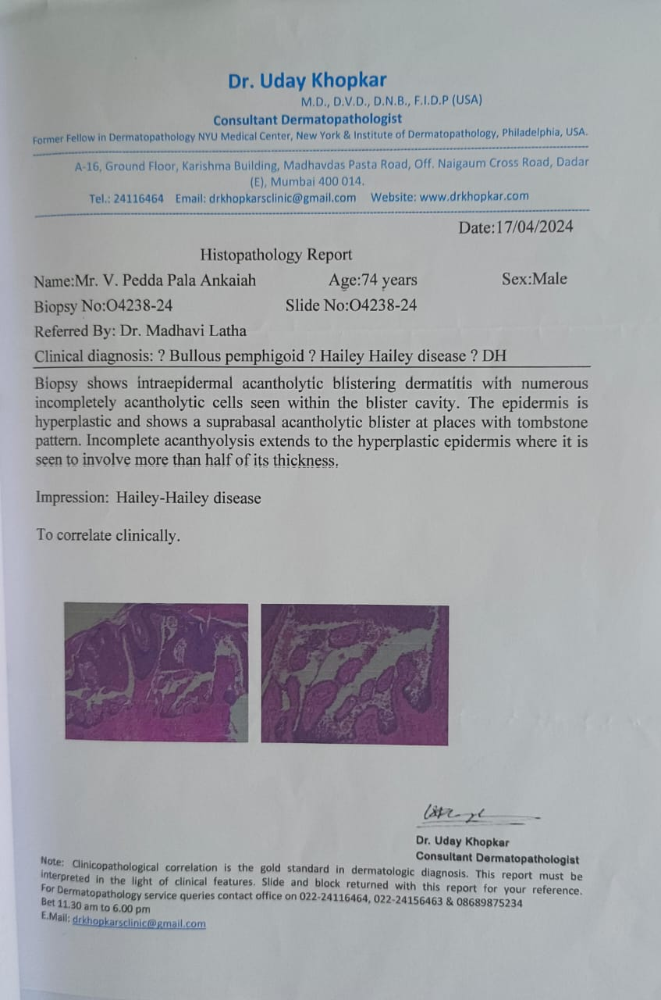 Dr. Uday Khopkar
M.D., D.V.D., D.N.B., F.I.D.P (USA)
Consultant Dermatopathologist
Former Fellow in Dermatopathology NYU Medical Center, New York & Institute of Dermatopathology, Philadelphia, USA.
A-16, Ground Floor, Karishma Building, Madhavdas Pasta Road, Off. Naigaum Cross Road, Dadar
(E), Mumbai 400 014.
Tel.: 24116464 Email: drkhopkarsclinic@gmail.com Website: www.drkhopkar.com
Date:17/04/2024
Histopathology Report
Name:Mr. V. Pedda Pala Ankaiah Age:74 years Sex:Male
Biopsy No:O4238-24 Slide No:O4238-24
Referred By: Dr. Madhavi Latha
Clinical diagnosis: ? Bullous pemphigoid ? Hailey Hailey disease ? DH
Biopsy shows intraepidermal acantholytic blistering dermatitis with numerous
incompletely acantholytic cells seen within the blister cavity. The epidermis is
hyperplastic and shows a suprabasal acantholytic blister at places with tombstone
pattern. Incomplete acanthyolysis extends to the hyperplastic epidermis where it is
seen to involve more than half of its thickness.
Impression: Hailey-Hailey disease
To correlate clinically.
Dr. Uday Khopkar
Consultant Dermatopathologist
Note: Clinicopathological correlation is the gold standard in dermatologic diagnosis. This report must be
interpreted in the light of clinical features. Slide and block returned with this report for your reference.
For Dermatopathology service queries contact office on 022-24116464, 022-24156463 & 08689875234
Bet 11.30 am to 6.00 pm
E.Mail: drkhopkarsclinic@gmail.com